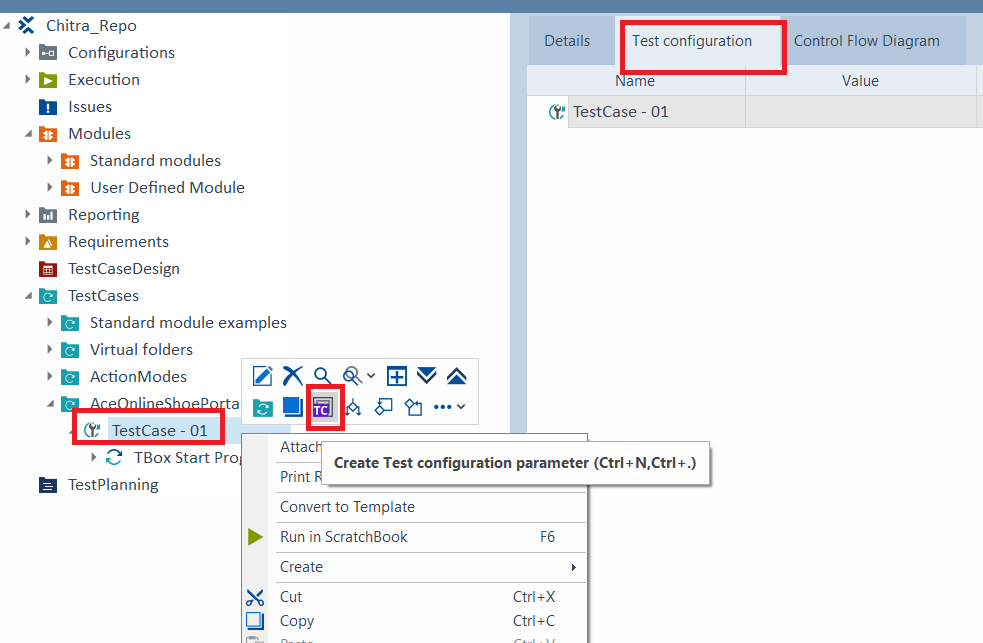 Chitra_Repo
Configurations
Execution
Issues
Modules
Standard modules
User Defined Module
Reporting
Requirements
TestCaseDesign
TestCases
Standard module examples
Virtual folders
ActionModes
AceOnlineShoePorta
TestCase - 01
TBox Start Prog
TestPlanning
Details
Test configuration
Control Flow Diagram
Name
Value
TestCase - 01
TC
Attach
Create Test configuration parameter (Ctrl+N,Ctrl+.)
Print R
Convert to Template
Run in ScratchBook F6
Create
Cut Ctrl+X
Copy Ctrl+C
Paste Ctrl+V